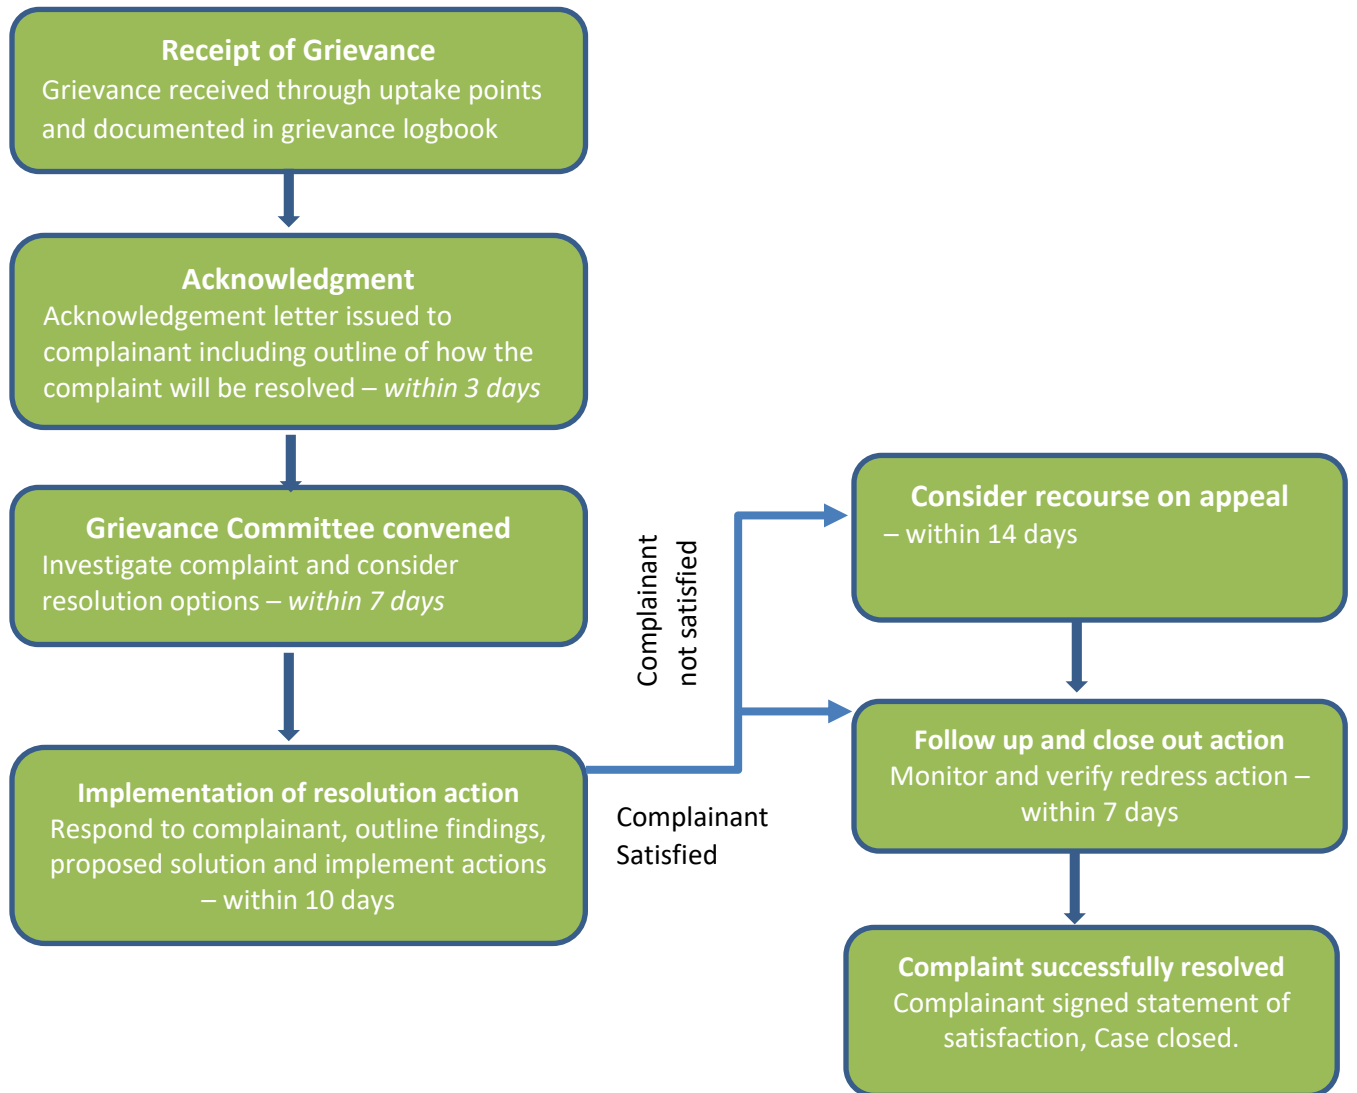 Receipt of Grievance
Grievance received through uptake points
and documented in grievance logbook
Acknowledgment
Acknowledgement letter issued to
complainant including outline of how the
complaint will be resolved – within 3 days
Grievance Committee convened
Investigate complaint and consider
resolution options – within 7 days
Implementation of resolution action
Respond to complainant, outline findings,
proposed solution and implement actions
– within 10 days
Complainant
not satisfied
Complainant
Satisfied
Consider recourse on appeal
– within 14 days
Follow up and close out action
Monitor and verify redress action –
within 7 days
Complaint successfully resolved
Complainant signed statement of
satisfaction, Case closed.